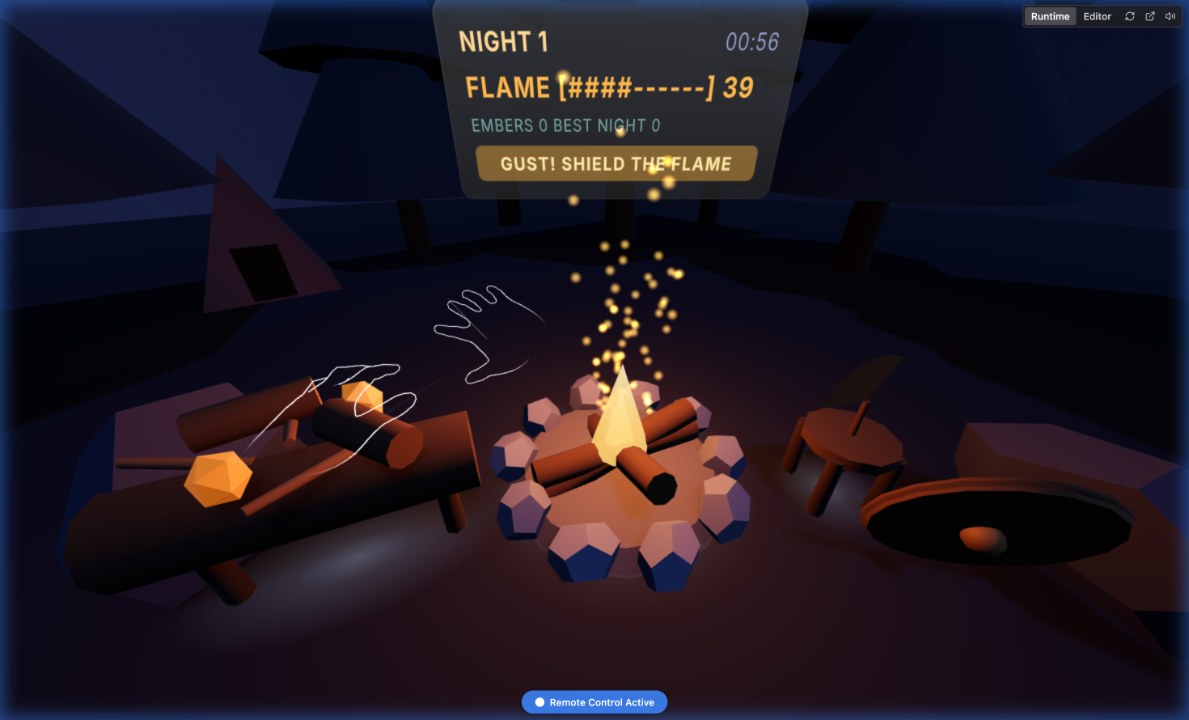 Runtime Editor
NIGHT 1 00:56
FLAME [####------] 39
EMBERS 0 BEST NIGHT 0
GUST! SHIELD THE FLAME
Remote Control Active